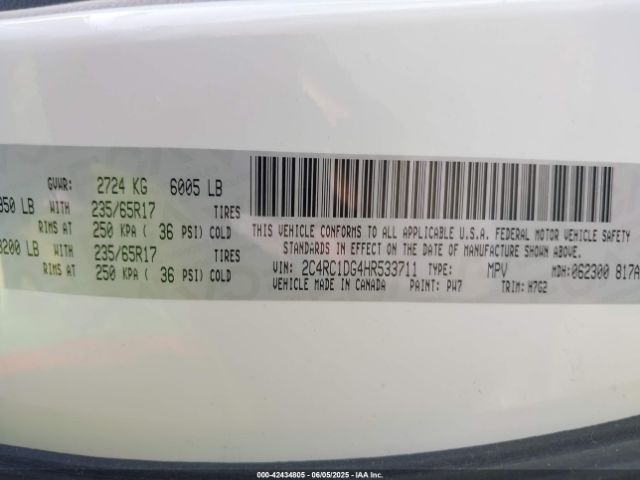 GVWR: 2724 KG 6005 LB
950 LB WITH 235/65R17 TIRES
RIMS AT 250 KPA ( 36 PSI) COLD
3200 LB WITH 235/65R17 TIRES
RIMS AT 250 KPA ( 36 PSI) COLD
THIS VEHICLE CONFORMS TO ALL APPLICABLE U.S.A. FEDERAL MOTOR VEHICLE SAFETY
STANDARDS IN EFFECT ON THE DATE OF MANUFACTURE SHOWN ABOVE.
VIN: 2C4RC1DG4HR533711 TYPE: MPV MDH: 062300 817A
VEHICLE MADE IN CANADA PAINT: PW7 TRIM: H7G2
000-42434805 - 06/05/2025 - IAAI Inc.